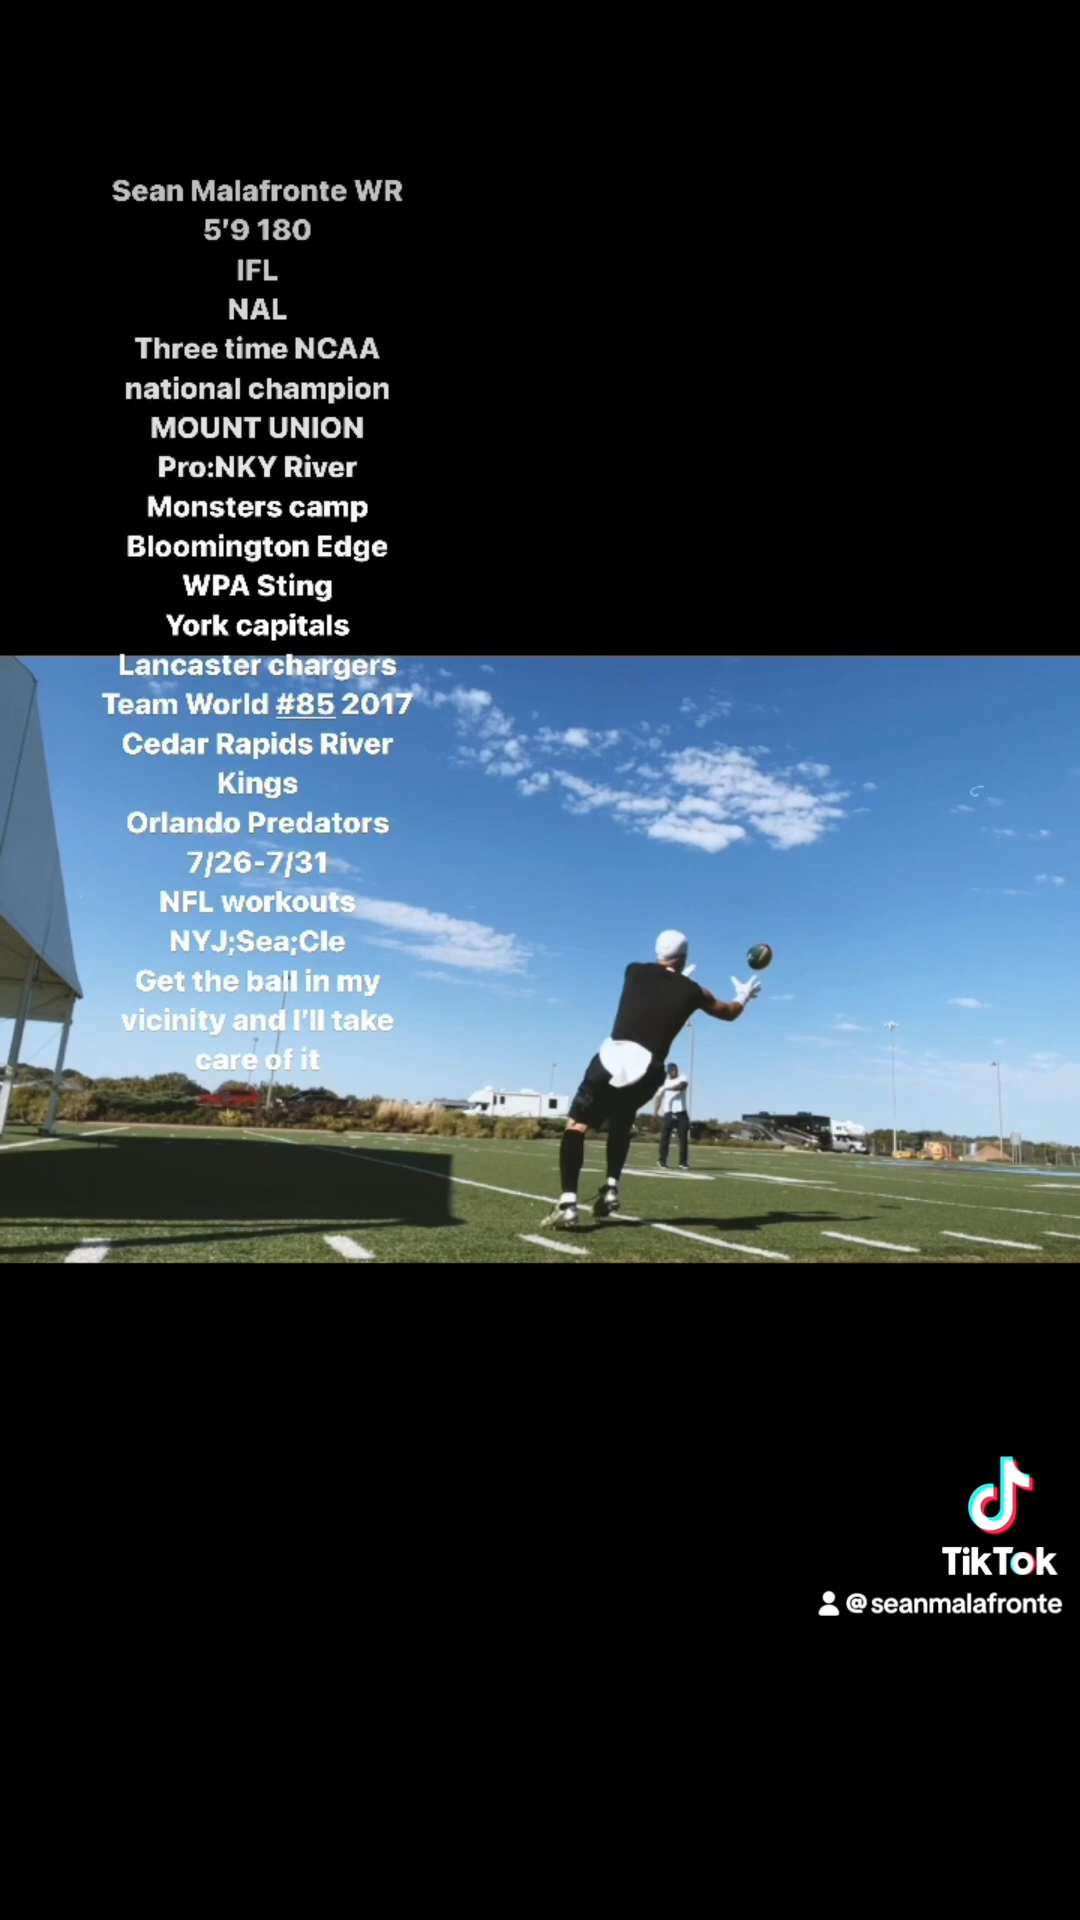 Sean Malafronte WR
5'9 180
IFL
NAL
Three time NCAA
national champion
MOUNT UNION
Pro:NKY River
Monsters camp
Bloomington Edge
WPA Sting
York capitals
Lancaster chargers
Team World #85 2017
Cedar Rapids River
Kings
Orlando Predators
7/26-7/31
NFL workouts
NYJ;Sea;Cle
Get the ball in my
vicinity and I'll take
care of it
TikTok
@seanmalafronte